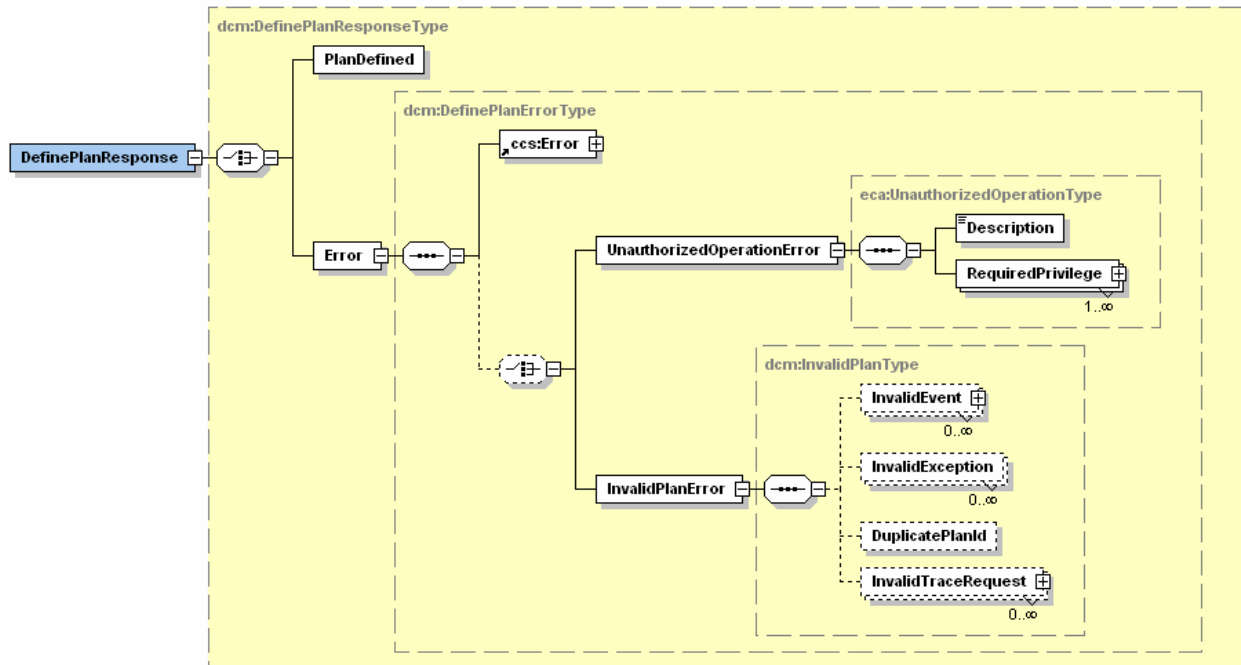 dcm:DefinePlanResponseType
PlanDefined
dcm:DefinePlanErrorType
ccs:Error
DefinePlanResponse
eca:UnauthorizedOperationType
Description
Error
UnauthorizedOperationError
RequiredPrivilege
1..∞
dcm:InvalidPlanType
InvalidEvent
0..∞
InvalidException
InvalidPlanError
0..∞
DuplicatePlanId
InvalidTraceRequest
0..∞